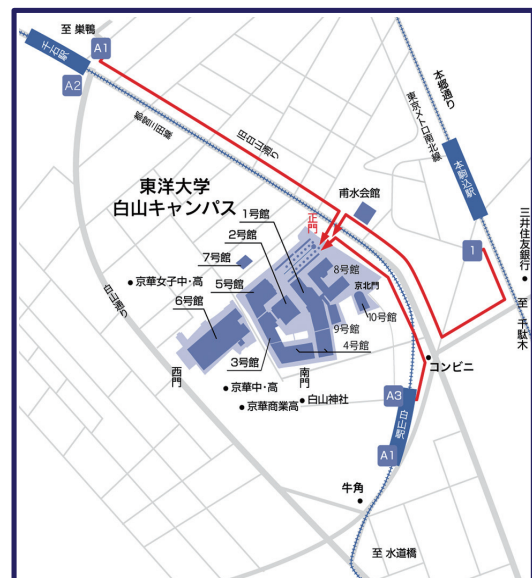 至 巣鴨
A1
千石駅
A2
都営三田線
旧白山通り
本郷通り
東京メトロ南北線
本駒込駅
1
三井住友銀行
至 千駄木
東洋大学
白山キャンパス
甫水会館
正門
1号館
2号館
7号館
5号館
6号館
8号館
京北門
10号館
9号館
4号館
3号館
京華女子中・高
白山通り
西門
南門
京華中・高
白山神社
京華商業高
コンビニ
A3
白山駅
A1
牛角
至 水道橋